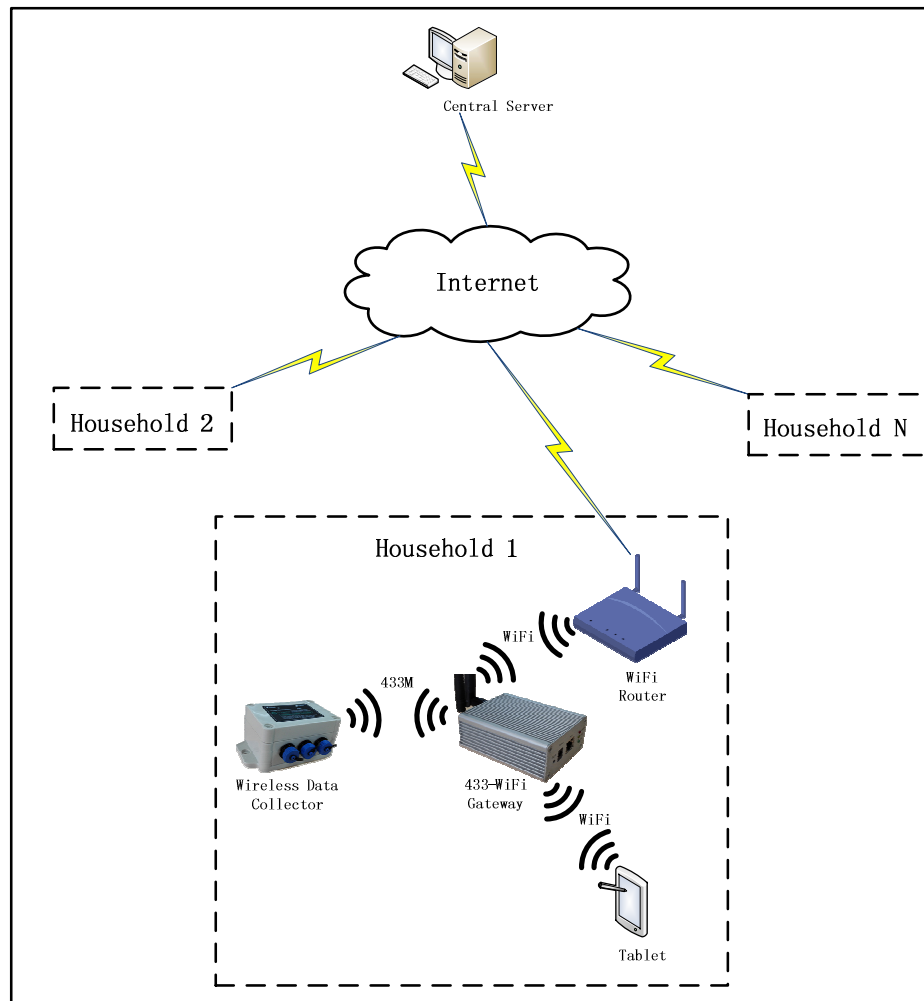 Central Server
Internet
Household 2
Household N
Household 1
WiFi
WiFi
Router
433M
Wireless Data
Collector
433-WiFi
Gateway
WiFi
Tablet